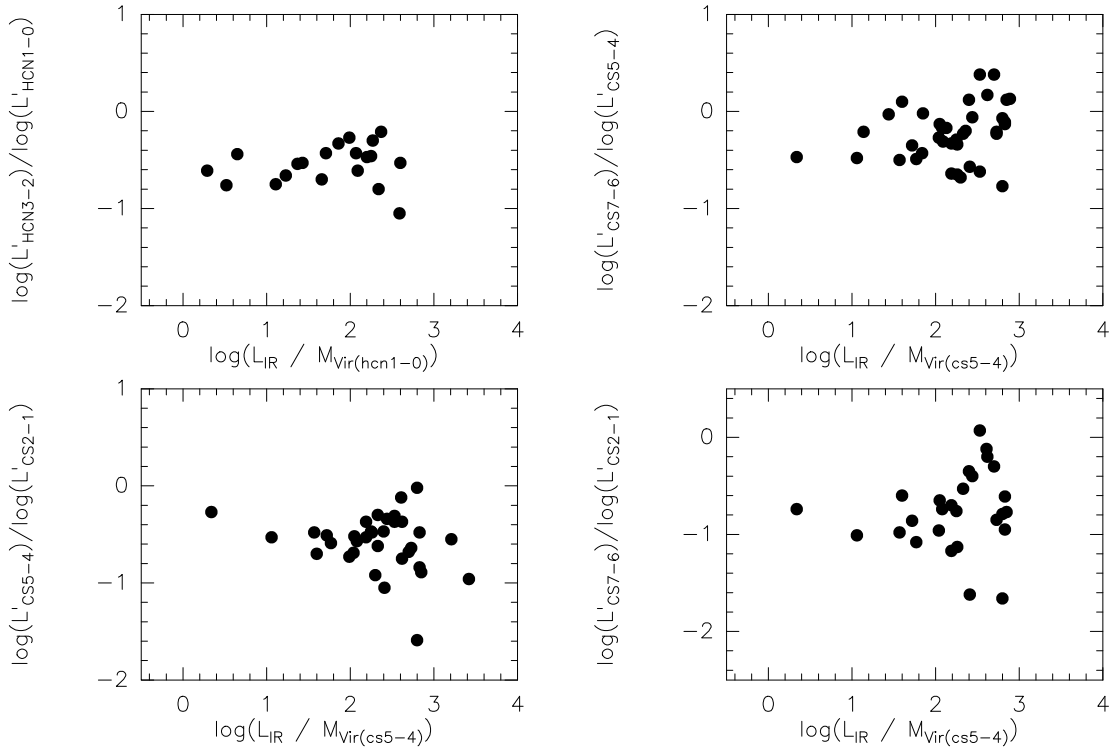 log(L'HCN3−2)/log(L'HCN1−0)
1
0
−1
−2
0 1 2 3 4
log(LIR / MVir(hcn1−0))
log(L'CS7−6)/log(L'CS5−4)
1
0
−1
−2
0 1 2 3 4
log(LIR / MVir(cs5−4))
log(L'CS5−4)/log(L'CS2−1)
1
0
−1
−2
0 1 2 3 4
log(LIR / MVir(cs5−4))
log(L'CS7−6)/log(L'CS2−1)
0
−1
−2
0 1 2 3 4
log(LIR / MVir(cs5−4))